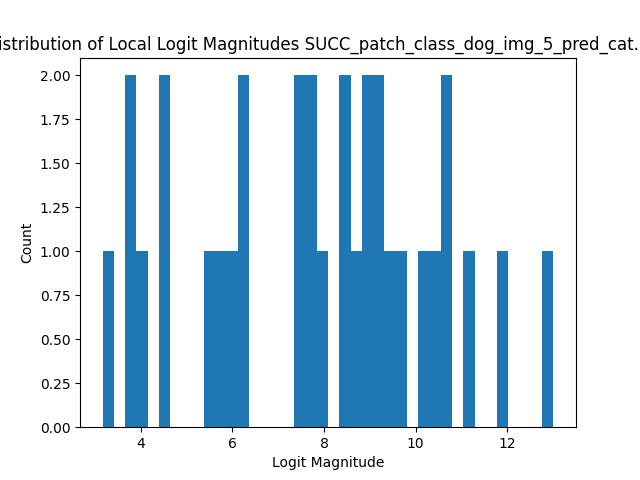 istribution of Local Logit Magnitudes SUCC_patch_class_dog_img_5_pred_cat.
2.00
1.75
1.50
1.25
1.00
0.75
0.50
0.25
0.00
Count
4 6 8 10 12
Logit Magnitude